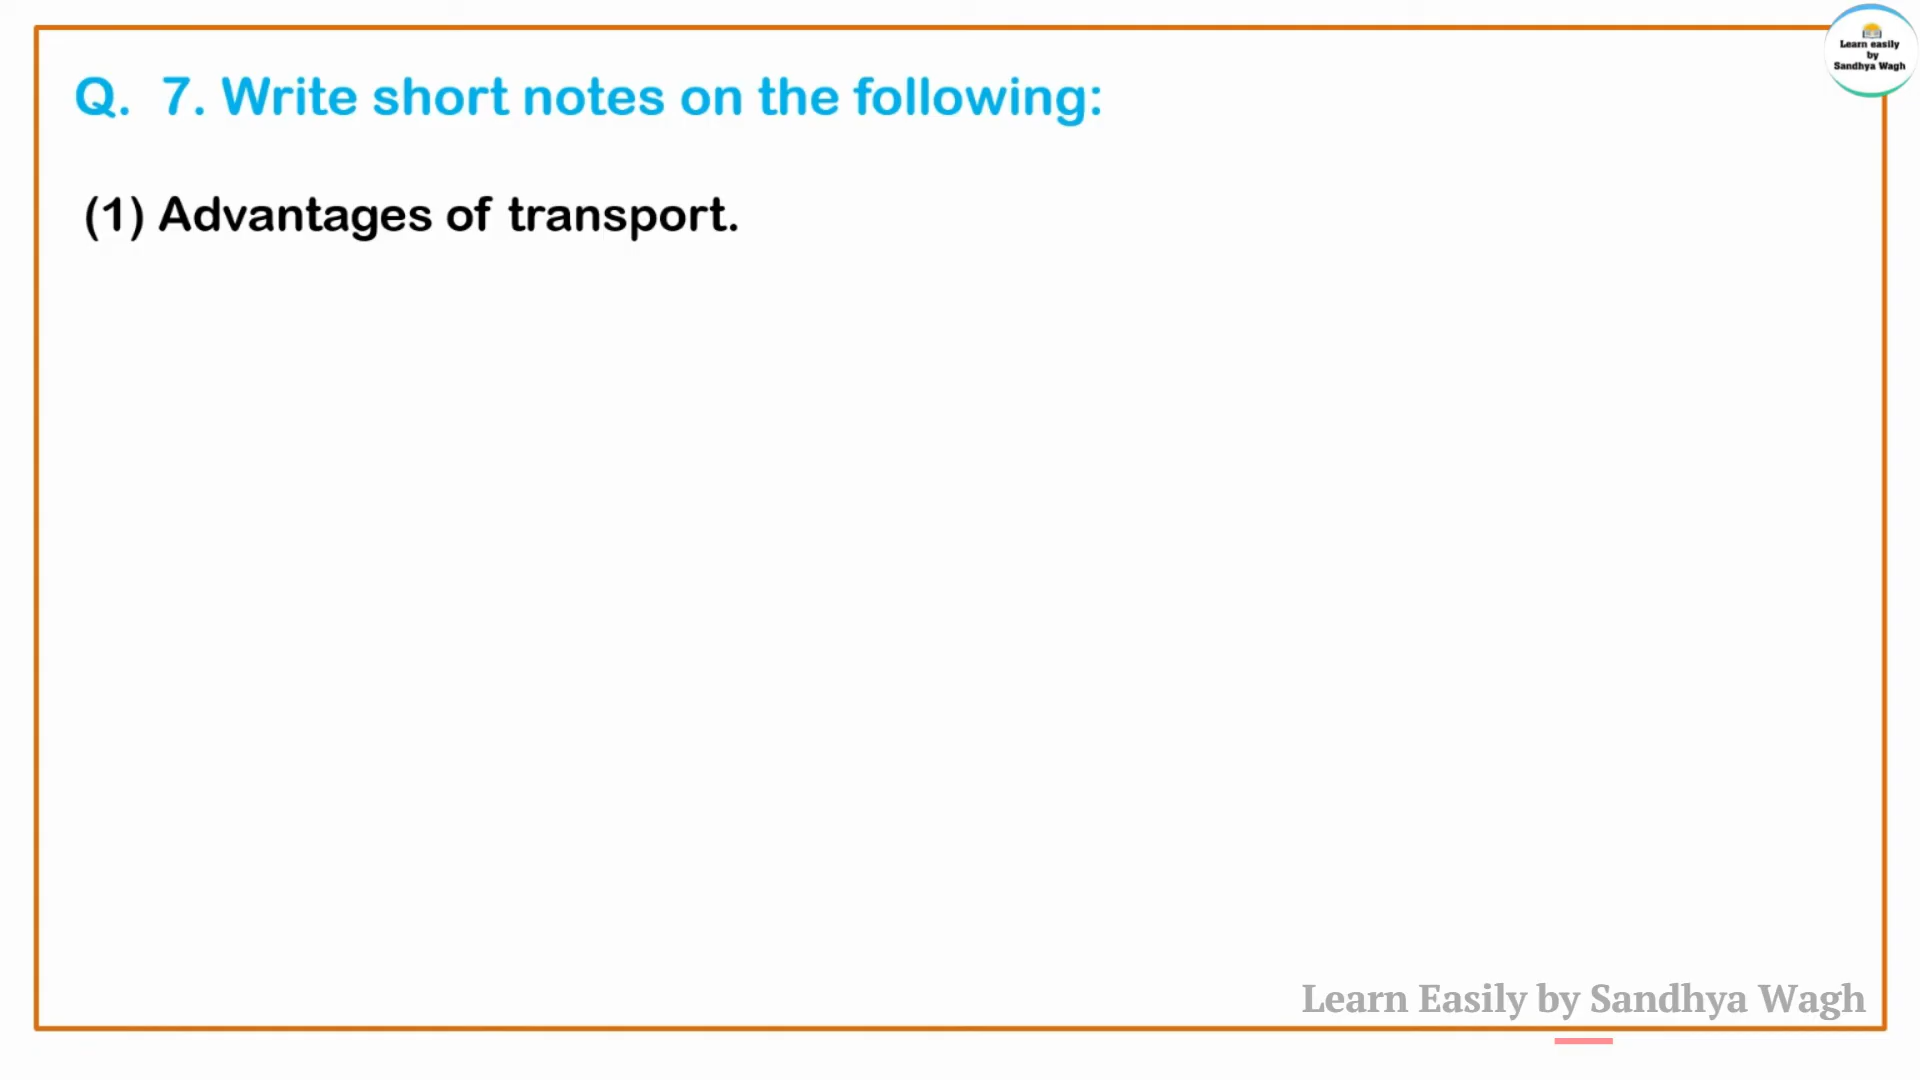 Learn easily
by
Sandhya Wagh
Q. 7. Write short notes on the following:
(1) Advantages of transport.
Learn Easily by Sandhya Wagh